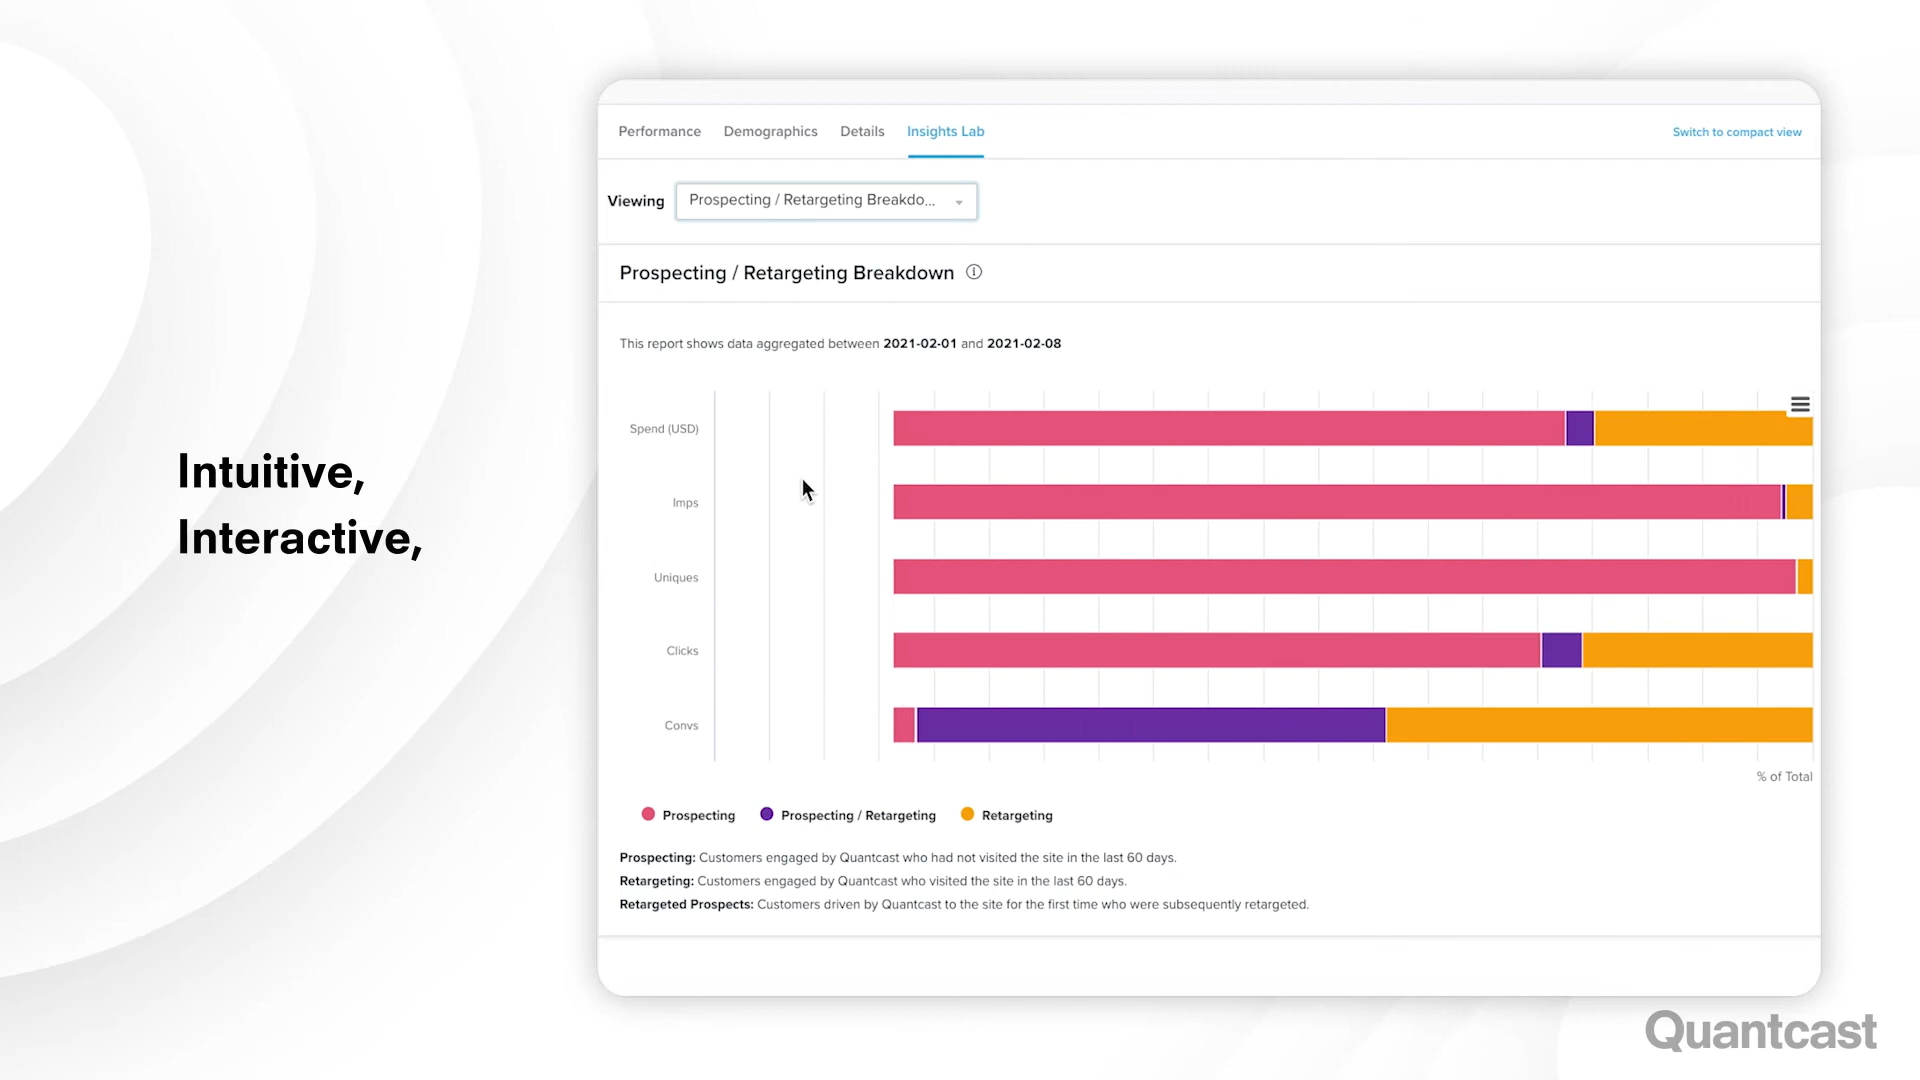 Intuitive,
Interactive,
Performance Demographics Details Insights Lab Switch to compact view
Viewing Prospecting / Retargeting Breakdo...
Prospecting / Retargeting Breakdown
This report shows data aggregated between 2021-02-01 and 2021-02-08
Spend (USD)
Imps
Uniques
Clicks
Convs
% of Total
Prospecting Prospecting / Retargeting Retargeting
Prospecting: Customers engaged by Quantcast who had not visited the site in the last 60 days.
Retargeting: Customers engaged by Quantcast who visited the site in the last 60 days.
Retargeted Prospects: Customers driven by Quantcast to the site for the first time who were subsequently retargeted.
Quantcast